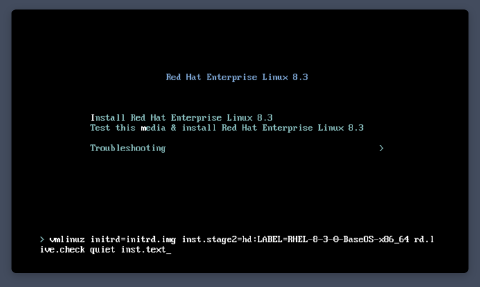 Red Hat Enterprise Linux 8.3
Install Red Hat Enterprise Linux 8.3
Test this media & install Red Hat Enterprise Linux 8.3
Troubleshooting >
> vmlinuz initrd=initrd.img inst.stage2=hd:LABEL=RHEL-8-3-0-BaseOS-x86_64 rd.l
ive.check quiet inst.text_